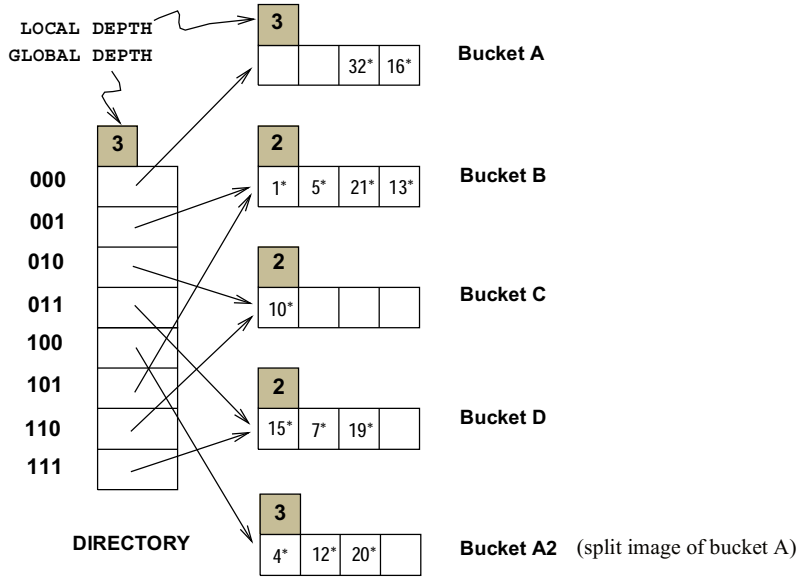 LOCAL DEPTH
GLOBAL DEPTH
3
32* 16*
Bucket A
3
000
001
010
011
100
101
110
111
DIRECTORY
2
1* 5* 21* 13*
Bucket B
2
10*
Bucket C
2
15* 7* 19*
Bucket D
3
4* 12* 20*
Bucket A2 (split image of bucket A)